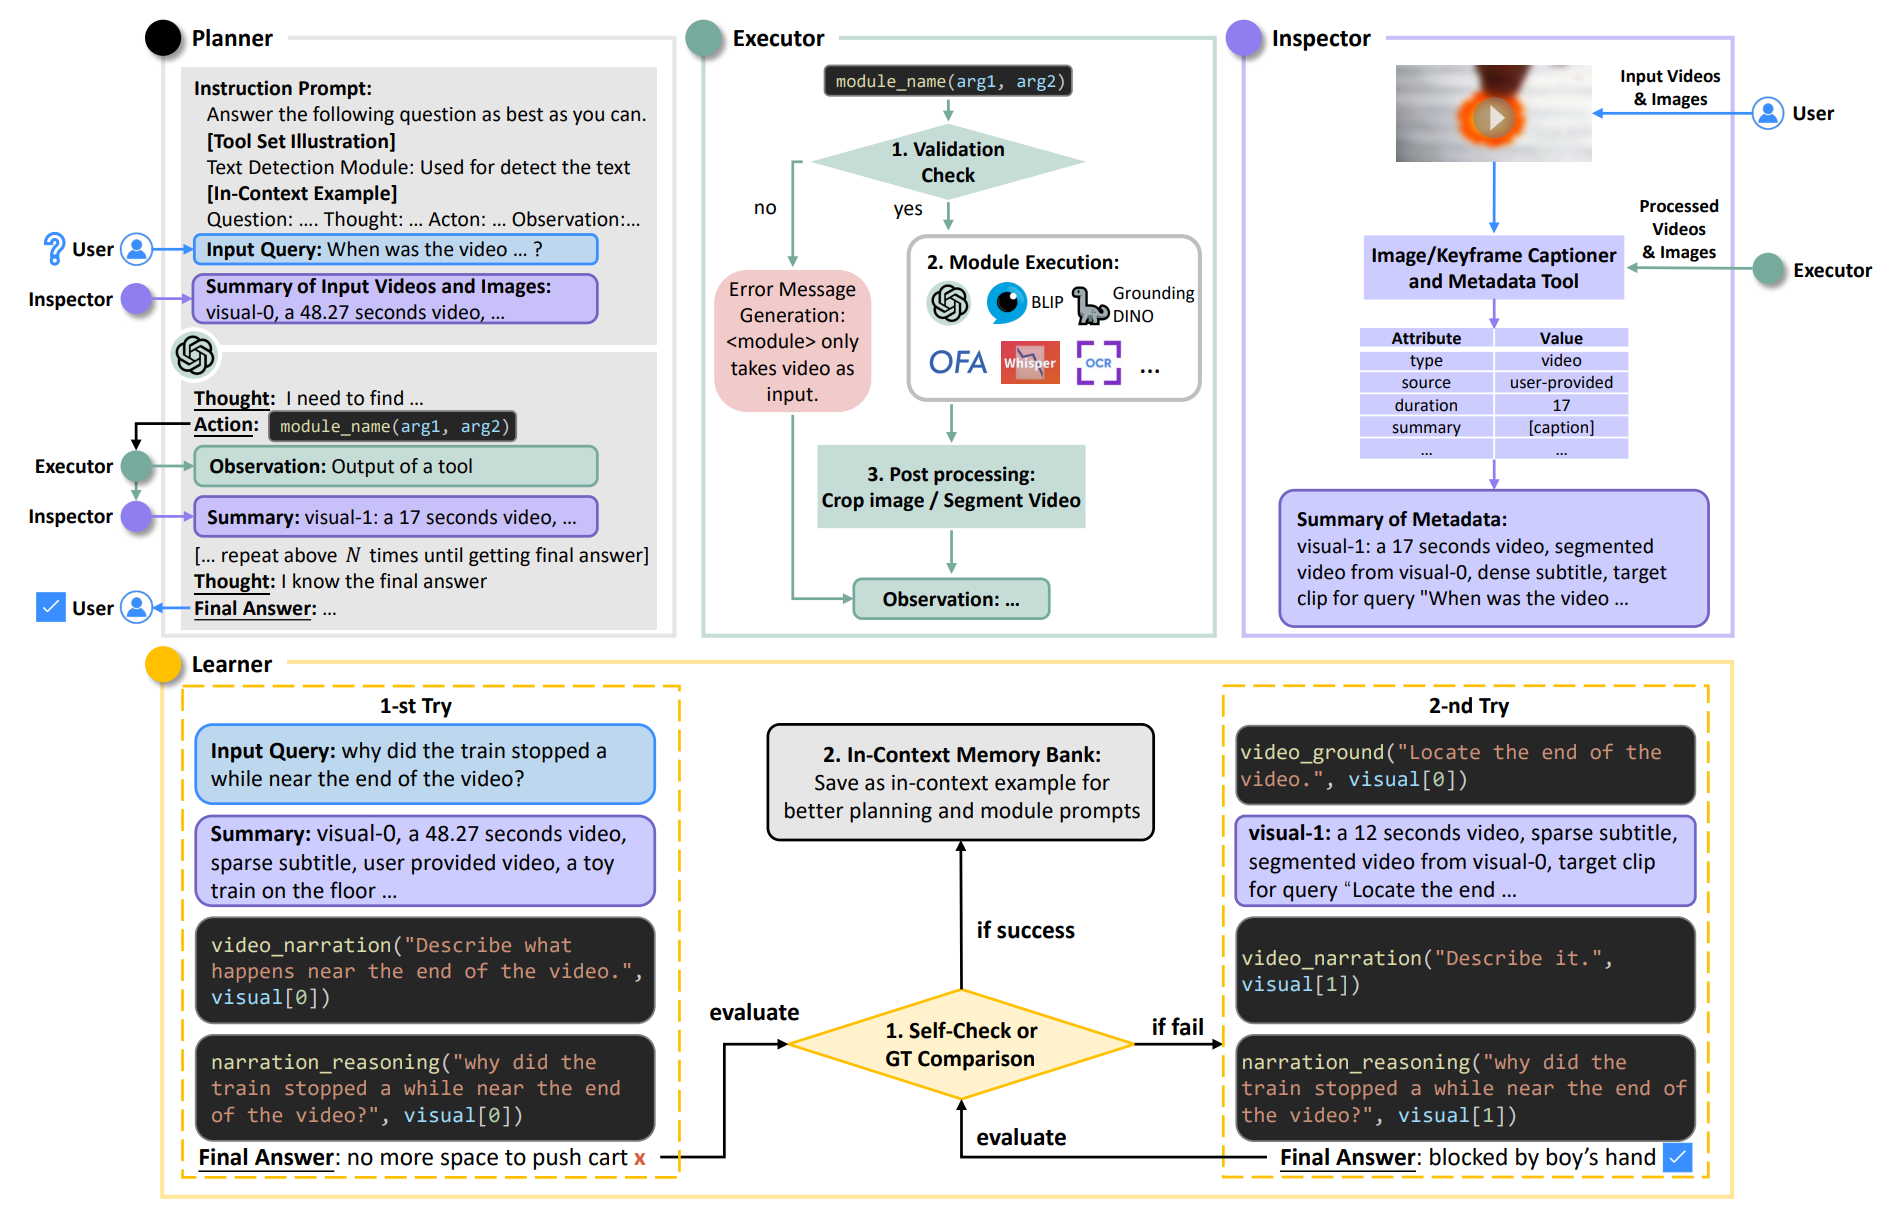 Planner
Instruction Prompt:
Answer the following question as best as you can.
[Tool Set Illustration]
Text Detection Module: Used for detect the text
[In-Context Example]
Question: .... Thought: ... Acton: ... Observation:...
User
Input Query: When was the video ... ?
Inspector
Summary of Input Videos and Images:
visual-0, a 48.27 seconds video, ...
Thought: I need to find ...
Action: module_name(arg1, arg2)
Executor
Observation: Output of a tool
Inspector
Summary: visual-1: a 17 seconds video, ...
[... repeat above N times until getting final answer]
Thought: I know the final answer
User
Final Answer: ...
Executor
module_name(arg1, arg2)
1. Validation
Check
no
yes
Error Message
Generation:
<module> only
takes video as
input.
2. Module Execution:
BLIP
Grounding
DINO
OFA
Whisper
OCR
...
3. Post processing:
Crop image / Segment Video
Observation: ...
Inspector
Input Videos
& Images
User
Processed
Videos
& Images
Executor
Image/Keyframe Captioner
and Metadata Tool
Attribute Value
type video
source user-provided
duration 17
summary [caption]
... ...
Summary of Metadata:
visual-1: a 17 seconds video, segmented
video from visual-0, dense subtitle, target
clip for query "When was the video ...
Learner
1-st Try
Input Query: why did the train stopped a
while near the end of the video?
Summary: visual-0, a 48.27 seconds video,
sparse subtitle, user provided video, a toy
train on the floor ...
video_narration("Describe what
happens near the end of the video.",
visual[0])
narration_reasoning("why did the
train stopped a while near the end
of the video?", visual[0])
Final Answer: no more space to push cart x
evaluate
2. In-Context Memory Bank:
Save as in-context example for
better planning and module prompts
if success
1. Self-Check or
GT Comparison
if fail
evaluate
2-nd Try
video_ground("Locate the end of the
video.", visual[0])
visual-1: a 12 seconds video, sparse subtitle,
segmented video from visual-0, target clip
for query “Locate the end ...
video_narration("Describe it.",
visual[1])
narration_reasoning("why did the
train stopped a while near the end of
the video?", visual[1])
Final Answer: blocked by boy’s hand